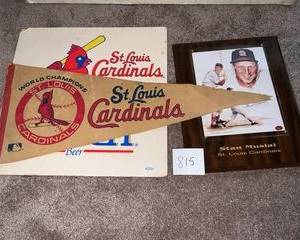 St. Louis
Cardinals
WORLD CHAMPIONS
ST. LOUIS
CARDINALS
St. Louis
Cardinals
Beer
Stan Musial
St. Louis Cardinals
815